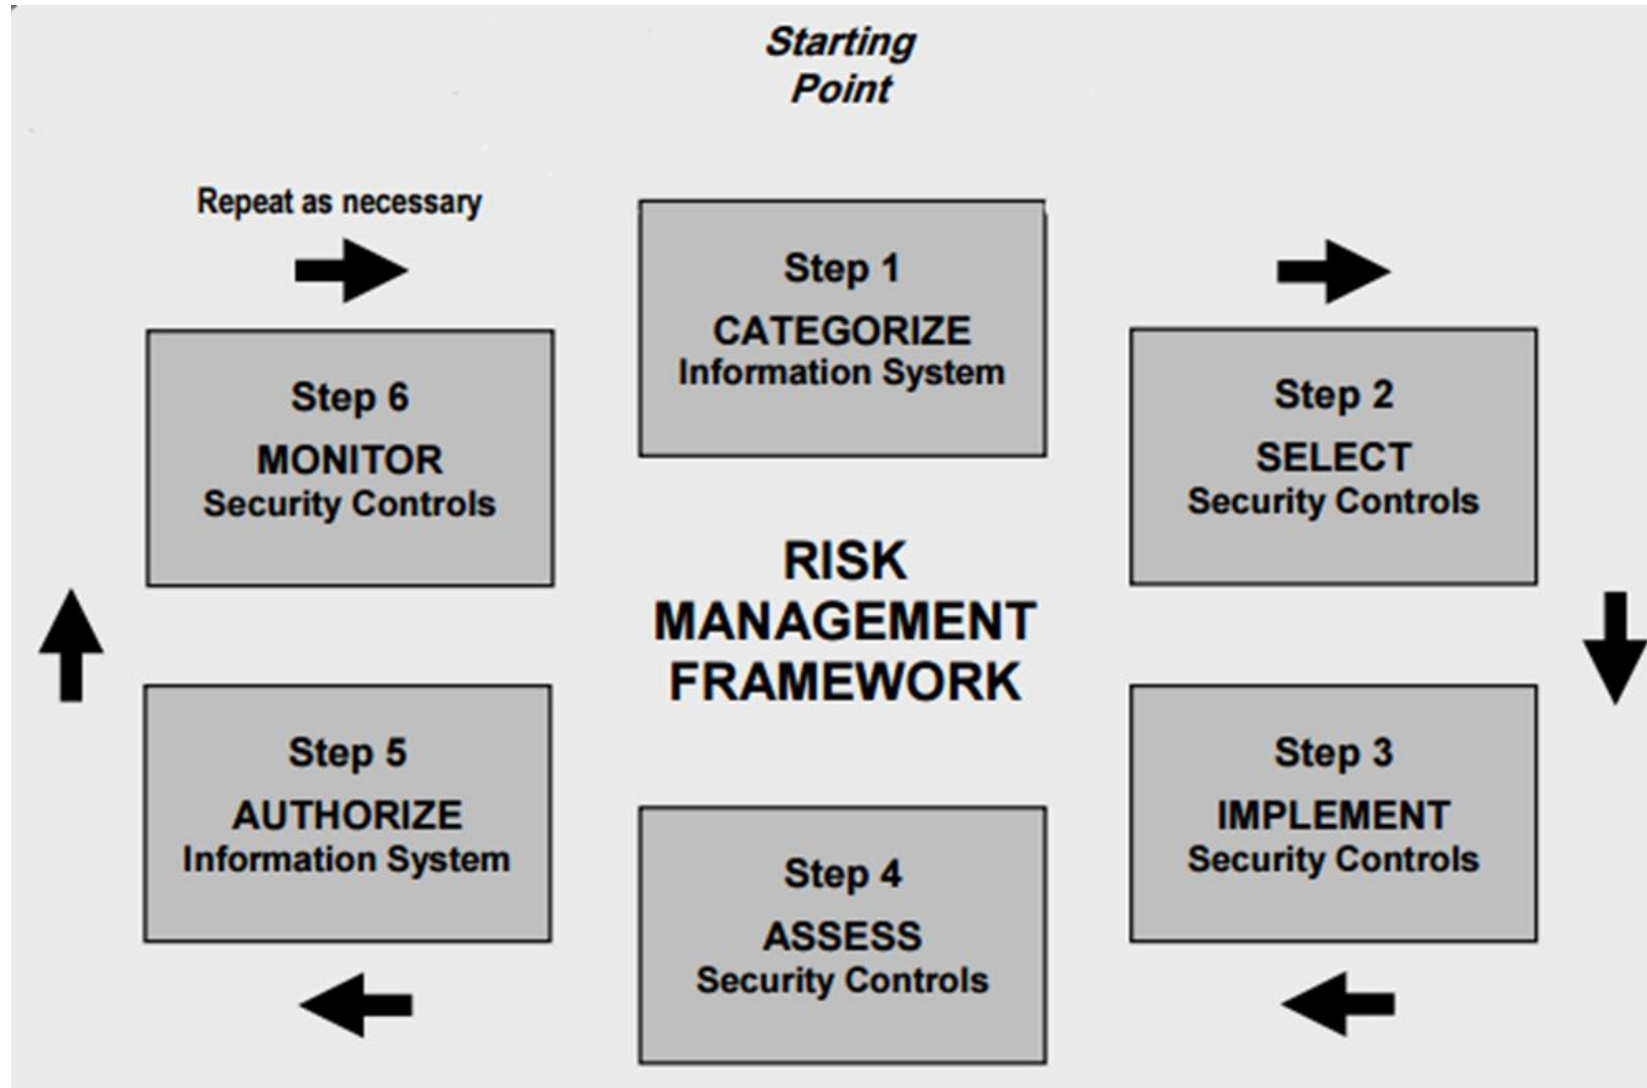 Starting
Point
Repeat as necessary
Step 1
CATEGORIZE
Information System
Step 2
SELECT
Security Controls
Step 3
IMPLEMENT
Security Controls
Step 4
ASSESS
Security Controls
Step 5
AUTHORIZE
Information System
Step 6
MONITOR
Security Controls
RISK
MANAGEMENT
FRAMEWORK